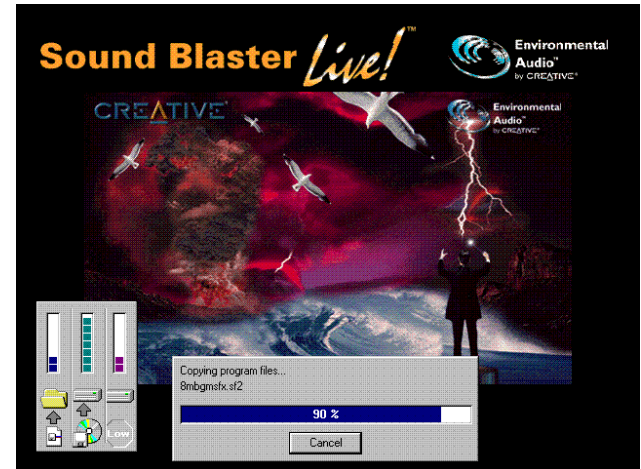 Sound Blaster Live!™
Environmental
Audio™
by CREATIVE®
CREATIVE®
Environmental
Audio™
by CREATIVE®
Copying program files...
8mbgmsfx.sf2
90 %
Cancel
Low